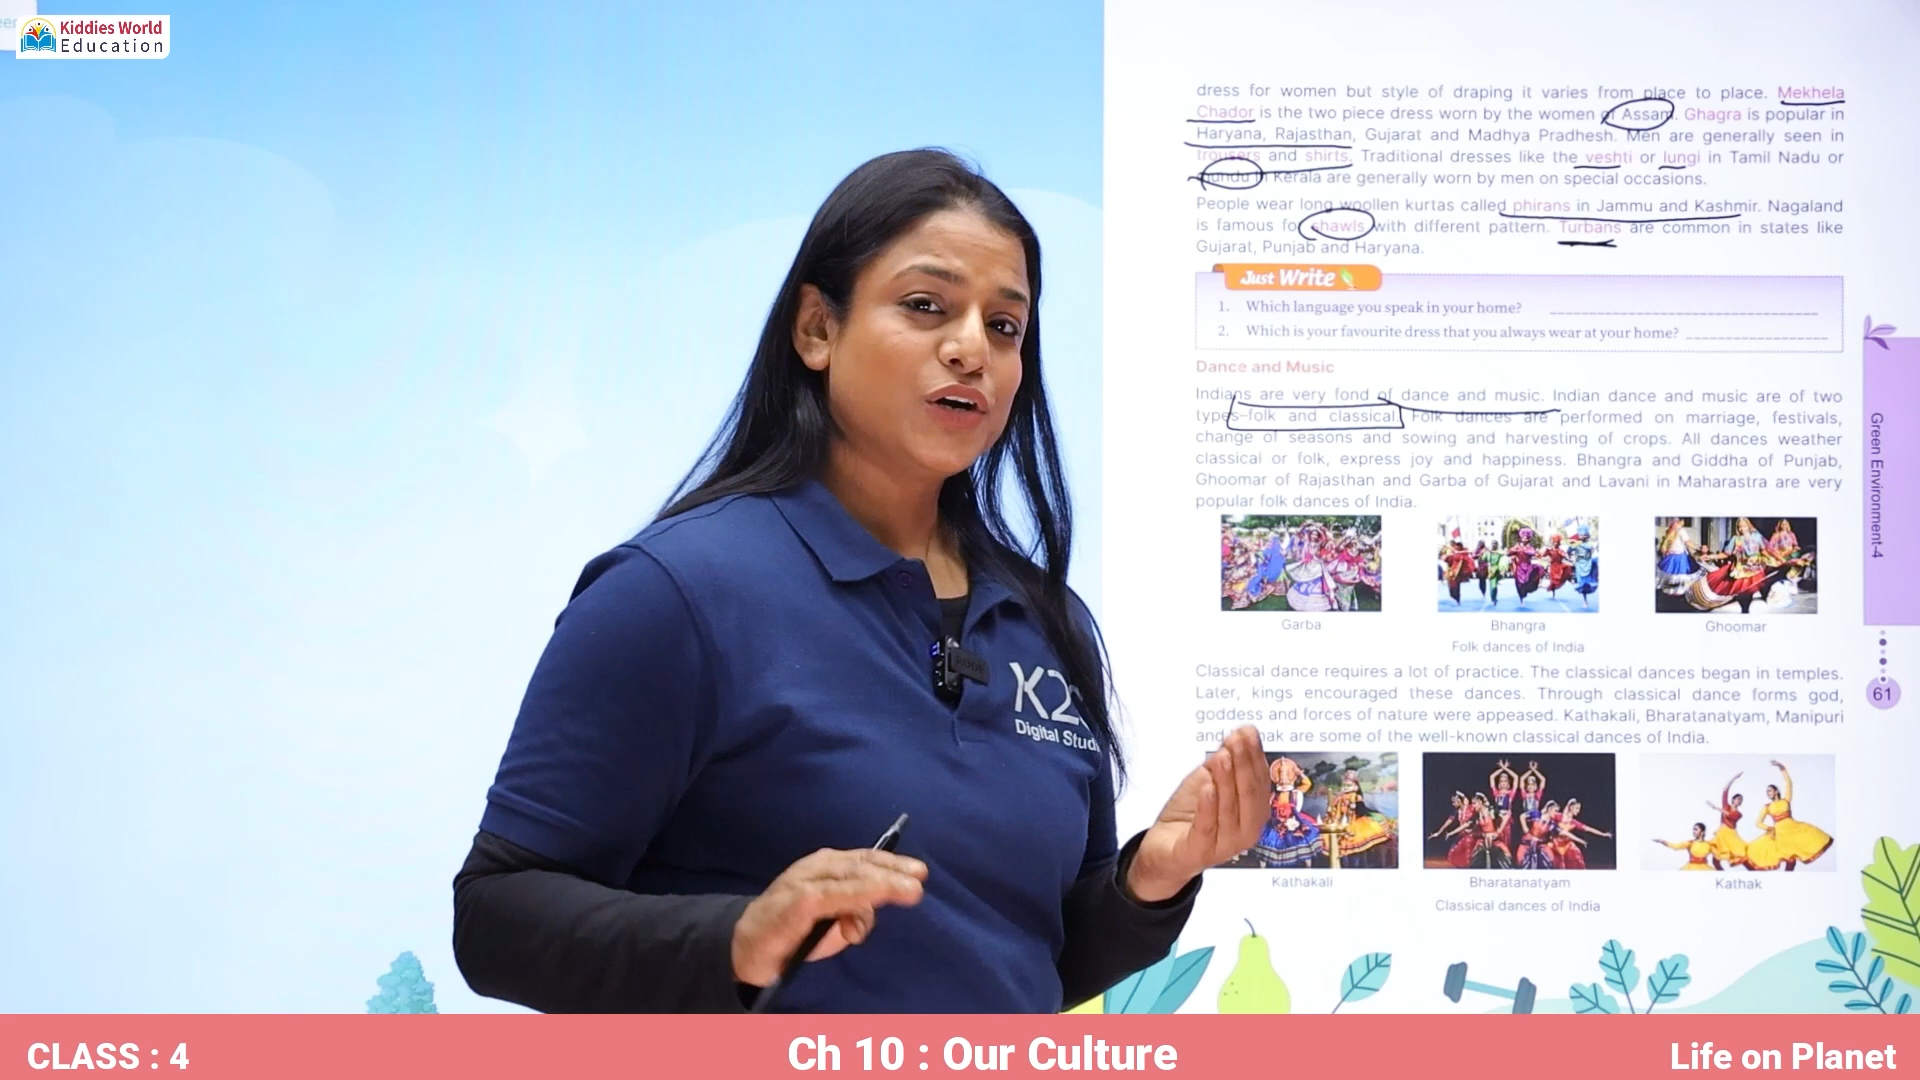 Kiddies World
Education
dress for women but style of draping it varies from place to place. Mekhela
Chador is the two piece dress worn by the women of Assam. Ghagra is popular in
Haryana, Rajasthan, Gujarat and Madhya Pradhesh. Men are generally seen in
trousers and shirts. Traditional dresses like the veshti or lungi in Tamil Nadu or
mundu in Kerala are generally worn by men on special occasions.
People wear long woollen kurtas called phirans in Jammu and Kashmir. Nagaland
is famous for shawls with different pattern. Turbans are common in states like
Gujarat, Punjab and Haryana.
Just Write
1. Which language you speak in your home?
2. Which is your favourite dress that you always wear at your home?
Dance and Music
Indians are very fond of dance and music. Indian dance and music are of two
types–folk and classical. Folk dances are performed on marriage, festivals,
change of seasons and sowing and harvesting of crops. All dances weather
classical or folk, express joy and happiness. Bhangra and Giddha of Punjab,
Ghoomar of Rajasthan and Garba of Gujarat and Lavani in Maharastra are very
popular folk dances of India.
Garba
Bhangra
Ghoomar
Folk dances of India
Classical dance requires a lot of practice. The classical dances began in temples.
Later, kings encouraged these dances. Through classical dance forms god,
goddess and forces of nature were appeased. Kathakali, Bharatanatyam, Manipuri
and are some of the well-known classical dances of India.
Kathakali
Bharatanatyam
Kathak
Classical dances of India
Green Environment-4
61
RODE
Digital
CLASS : 4
Ch 10 : Our Culture
Life on Planet